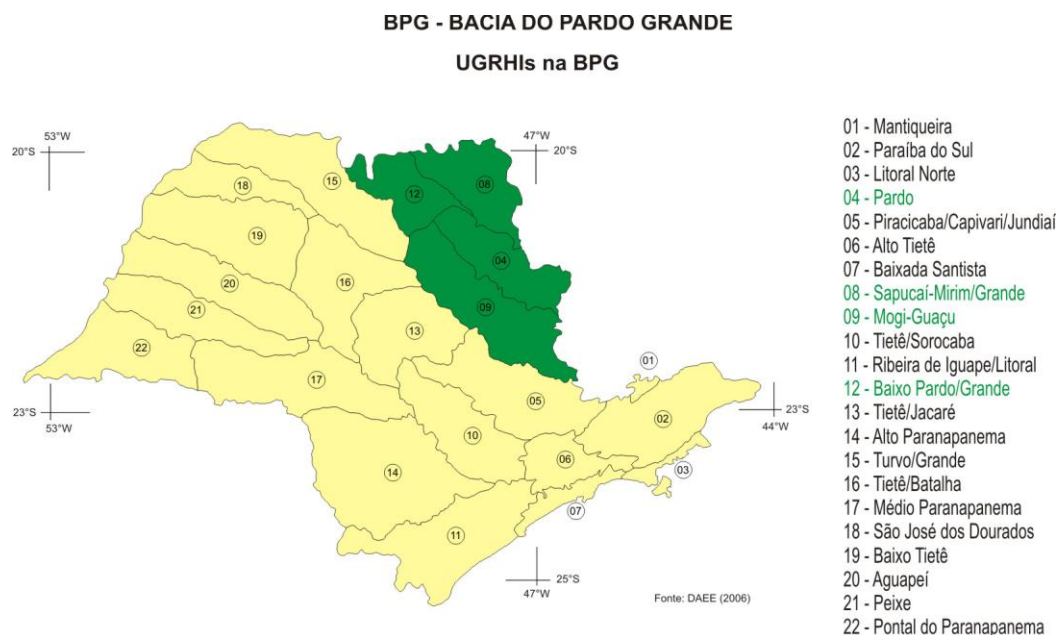 BPG - BACIA DO PARDO GRANDE
UGRHIs na BPG
53°W
20°S
47°W
20°S
15
18
12
08
19
04
16
20
09
21
13
22
17
01
05
02
23°S
53°W
23°S
44°W
10
06
03
14
07
11
25°S
47°W
Fonte: DAEE (2006)
01 - Mantiqueira
02 - Paraíba do Sul
03 - Litoral Norte
04 - Pardo
05 - Piracicaba/Capivari/Jundiaí
06 - Alto Tietê
07 - Baixada Santista
08 - Sapucaí-Mirim/Grande
09 - Mogi-Guaçu
10 - Tietê/Sorocaba
11 - Ribeira de Iguape/Litoral
12 - Baixo Pardo/Grande
13 - Tietê/Jacaré
14 - Alto Paranapanema
15 - Turvo/Grande
16 - Tietê/Batalha
17 - Médio Paranapanema
18 - São José dos Dourados
19 - Baixo Tietê
20 - Aguapeí
21 - Peixe
22 - Pontal do Paranapanema